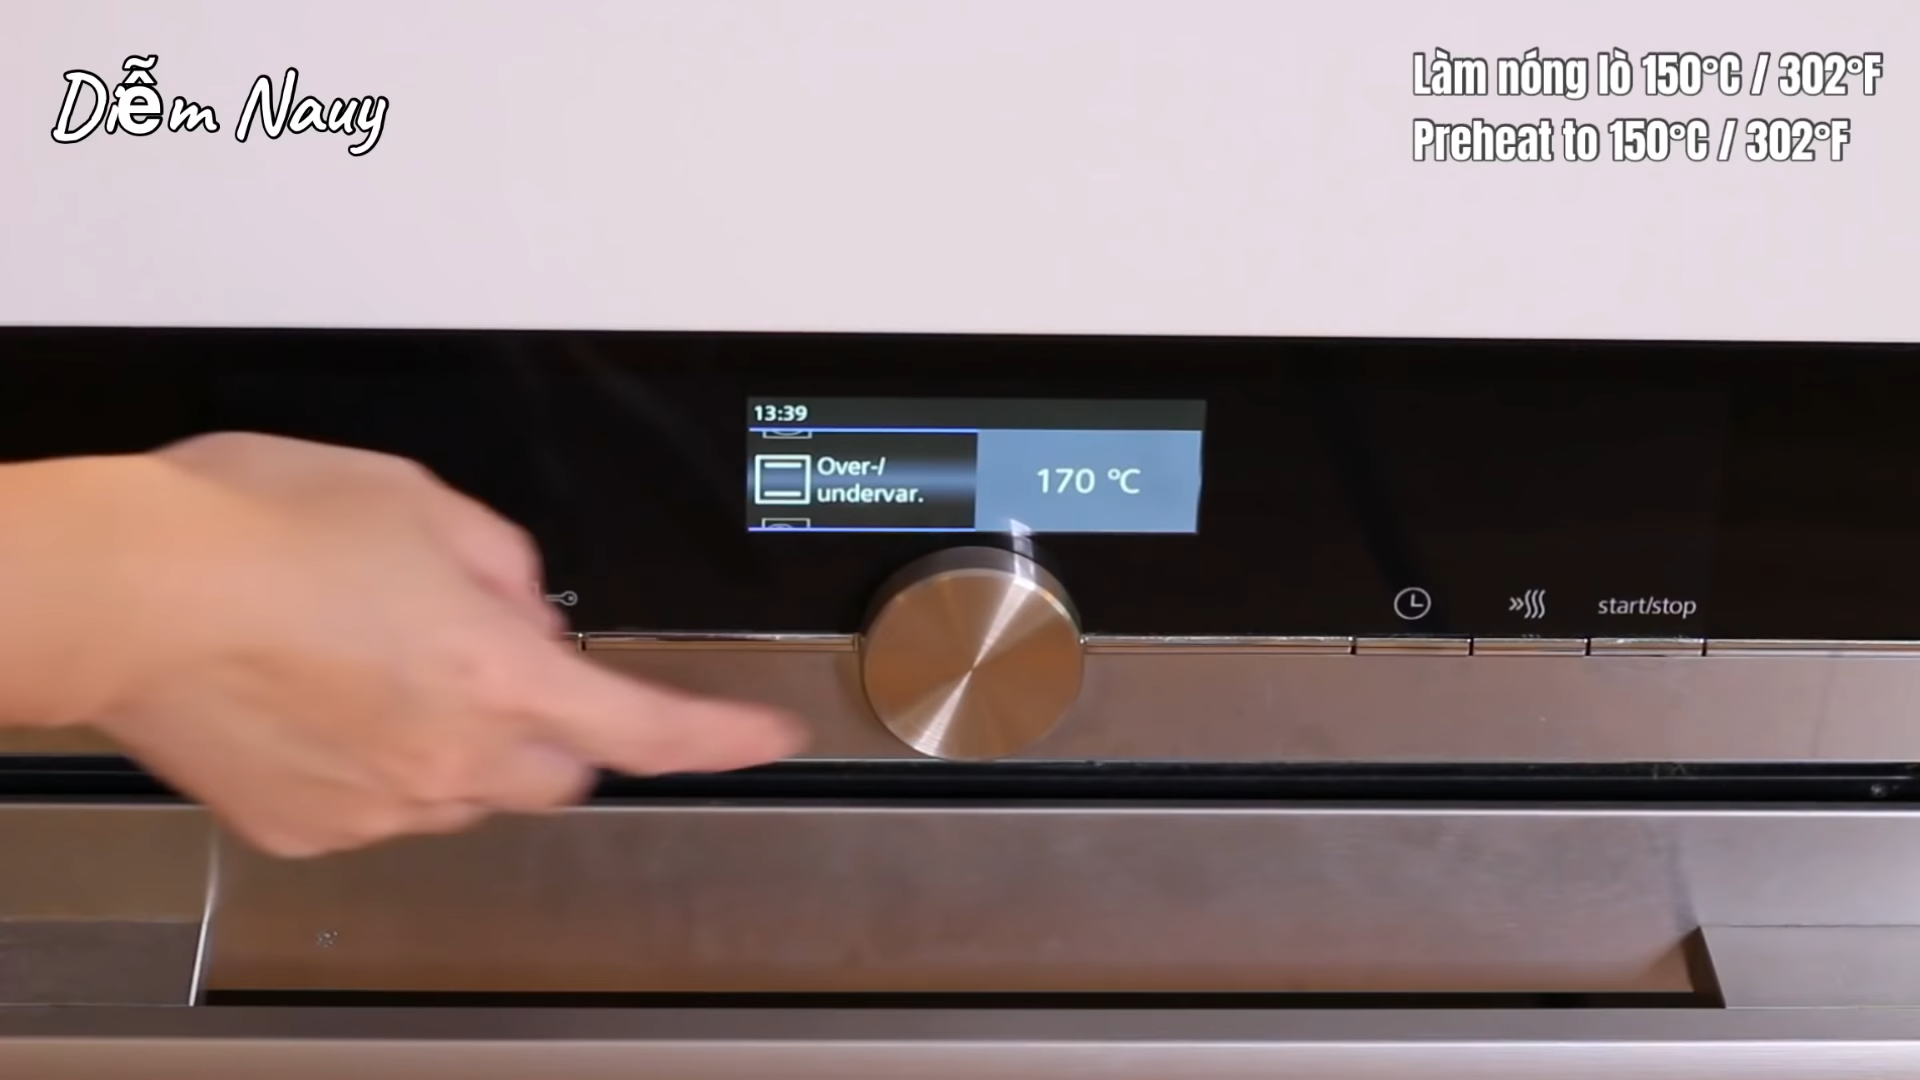 Diễm Nauy
Làm nóng lò 150°C / 302°F
Preheat to 150°C / 302°F
13:39
Over-/
undervar.
170 °C
start/stop